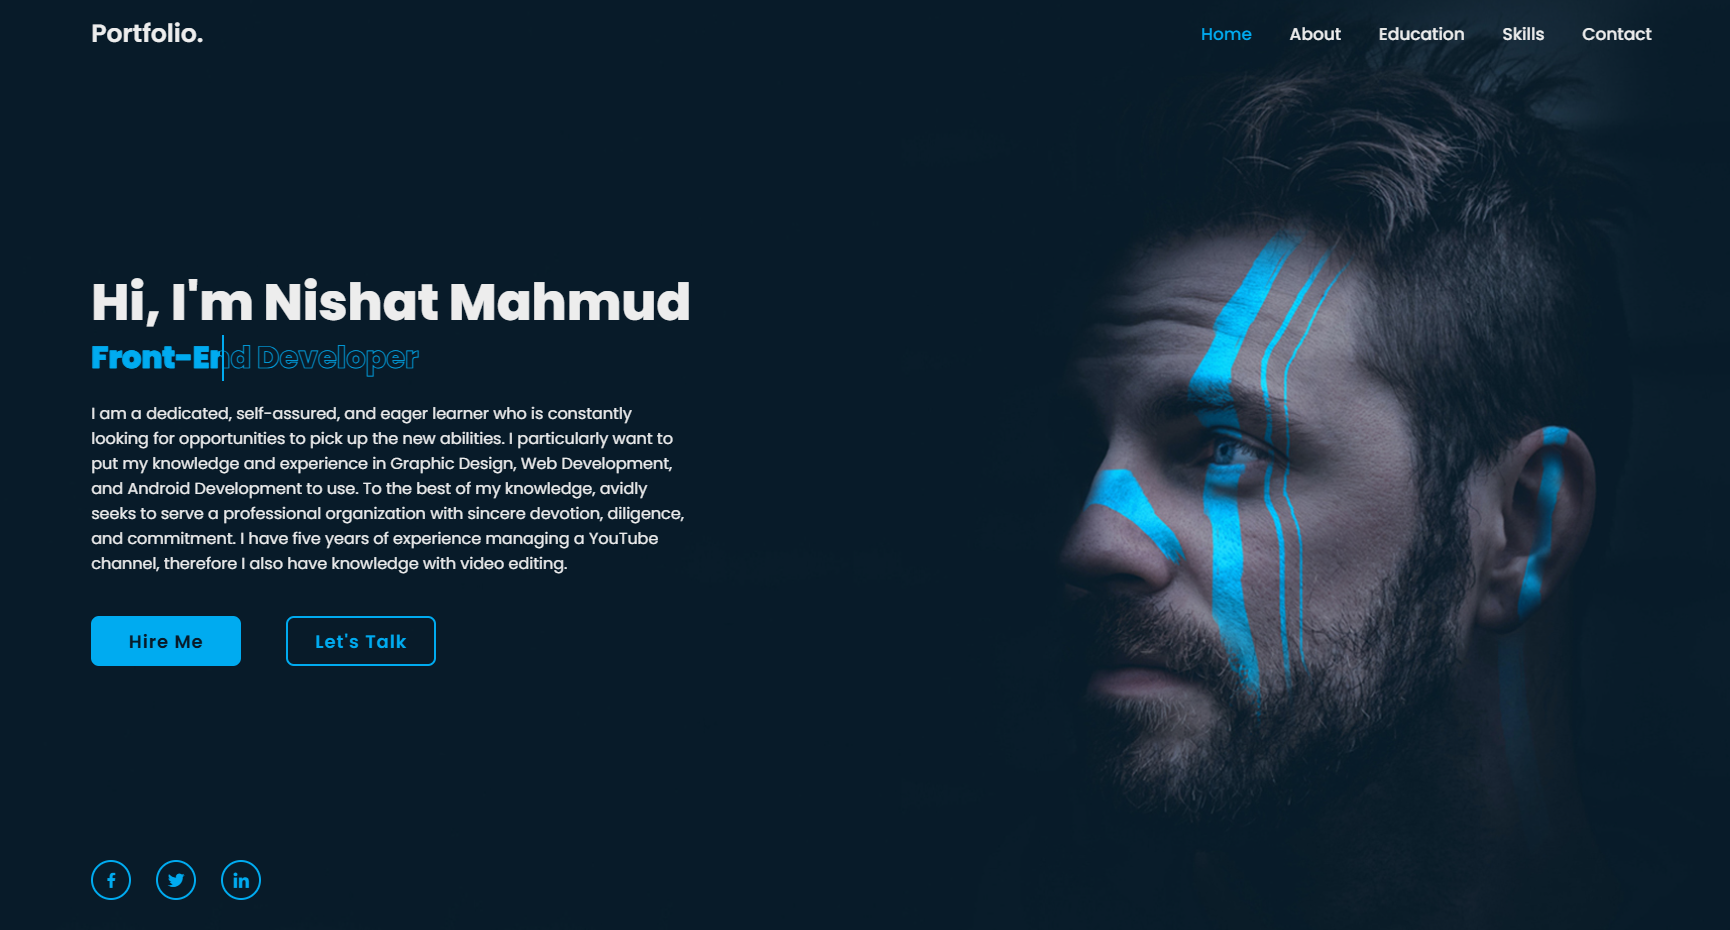 Portfolio.
Home About Education Skills Contact
Hi, I'm Nishat Mahmud
Front-End Developer
I am a dedicated, self-assured, and eager learner who is constantly
looking for opportunities to pick up the new abilities. I particularly want to
put my knowledge and experience in Graphic Design, Web Development,
and Android Development to use. To the best of my knowledge, avidly
seeks to serve a professional organization with sincere devotion, diligence,
and commitment. I have five years of experience managing a YouTube
channel, therefore I also have knowledge with video editing.
Hire Me
Let's Talk